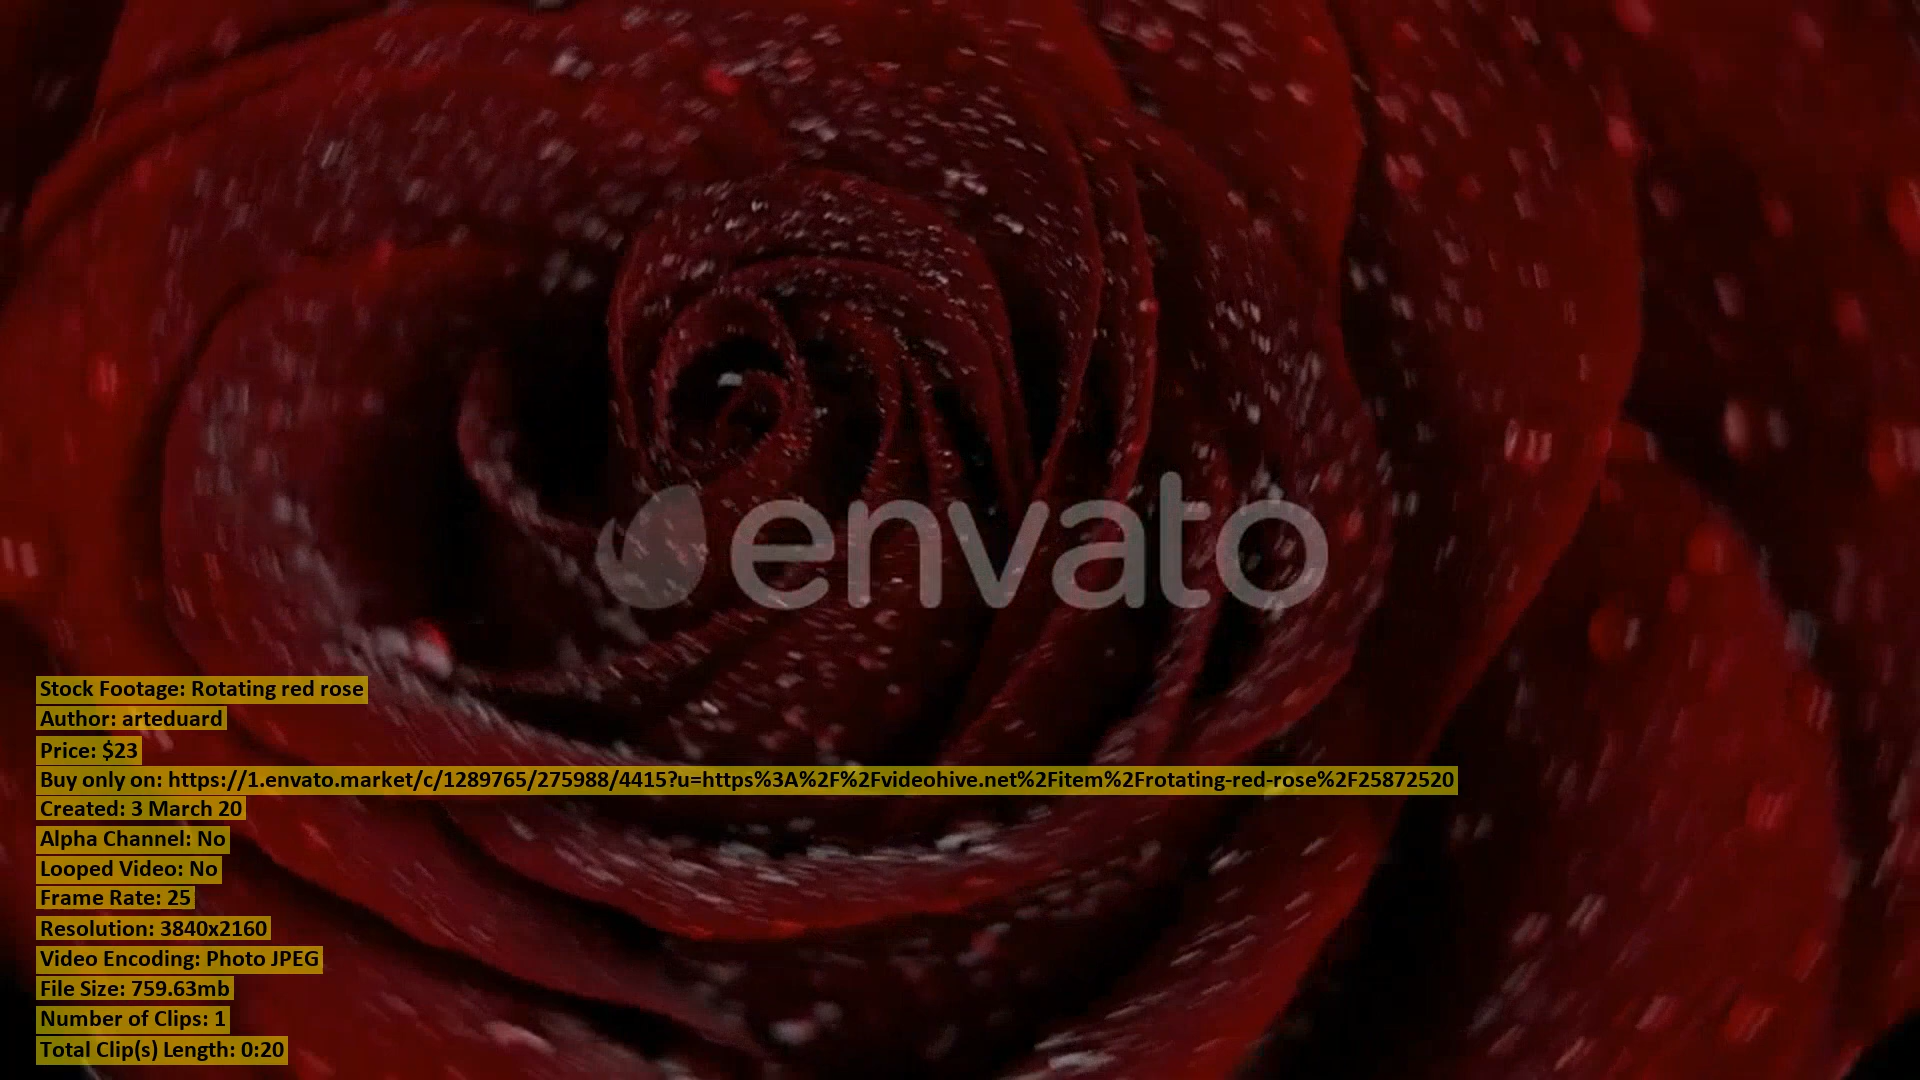 envato
Stock Footage: Rotating red rose
Author: arteduard
Price: $23
Buy only on: https://1.envato.market/c/1289765/275988/4415?u=https%3A%2F%2Fvideohive.net%2Fitem%2Frotating-red-rose%2F25872520
Created: 3 March 20
Alpha Channel: No
Looped Video: No
Frame Rate: 25
Resolution: 3840x2160
Video Encoding: Photo JPEG
File Size: 759.63mb
Number of Clips: 1
Total Clip(s) Length: 0:20